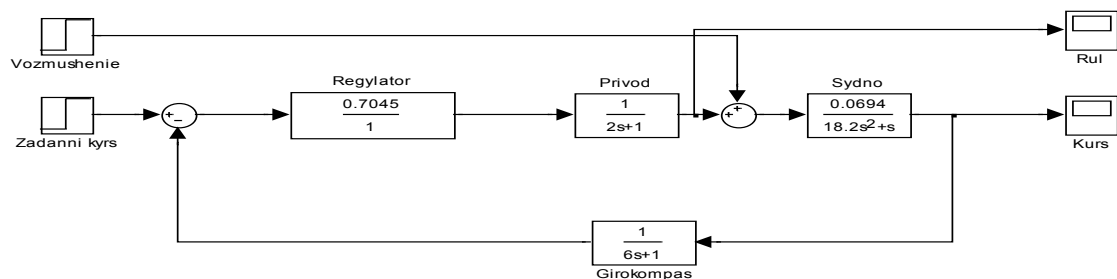 Vozmushenie
Rul
Regylator
0.7045
1
Privod
1
2s+1
Sydno
0.0694
18.2s²+s
Zadanni kyrs
Kurs
1
6s+1
Girokompas